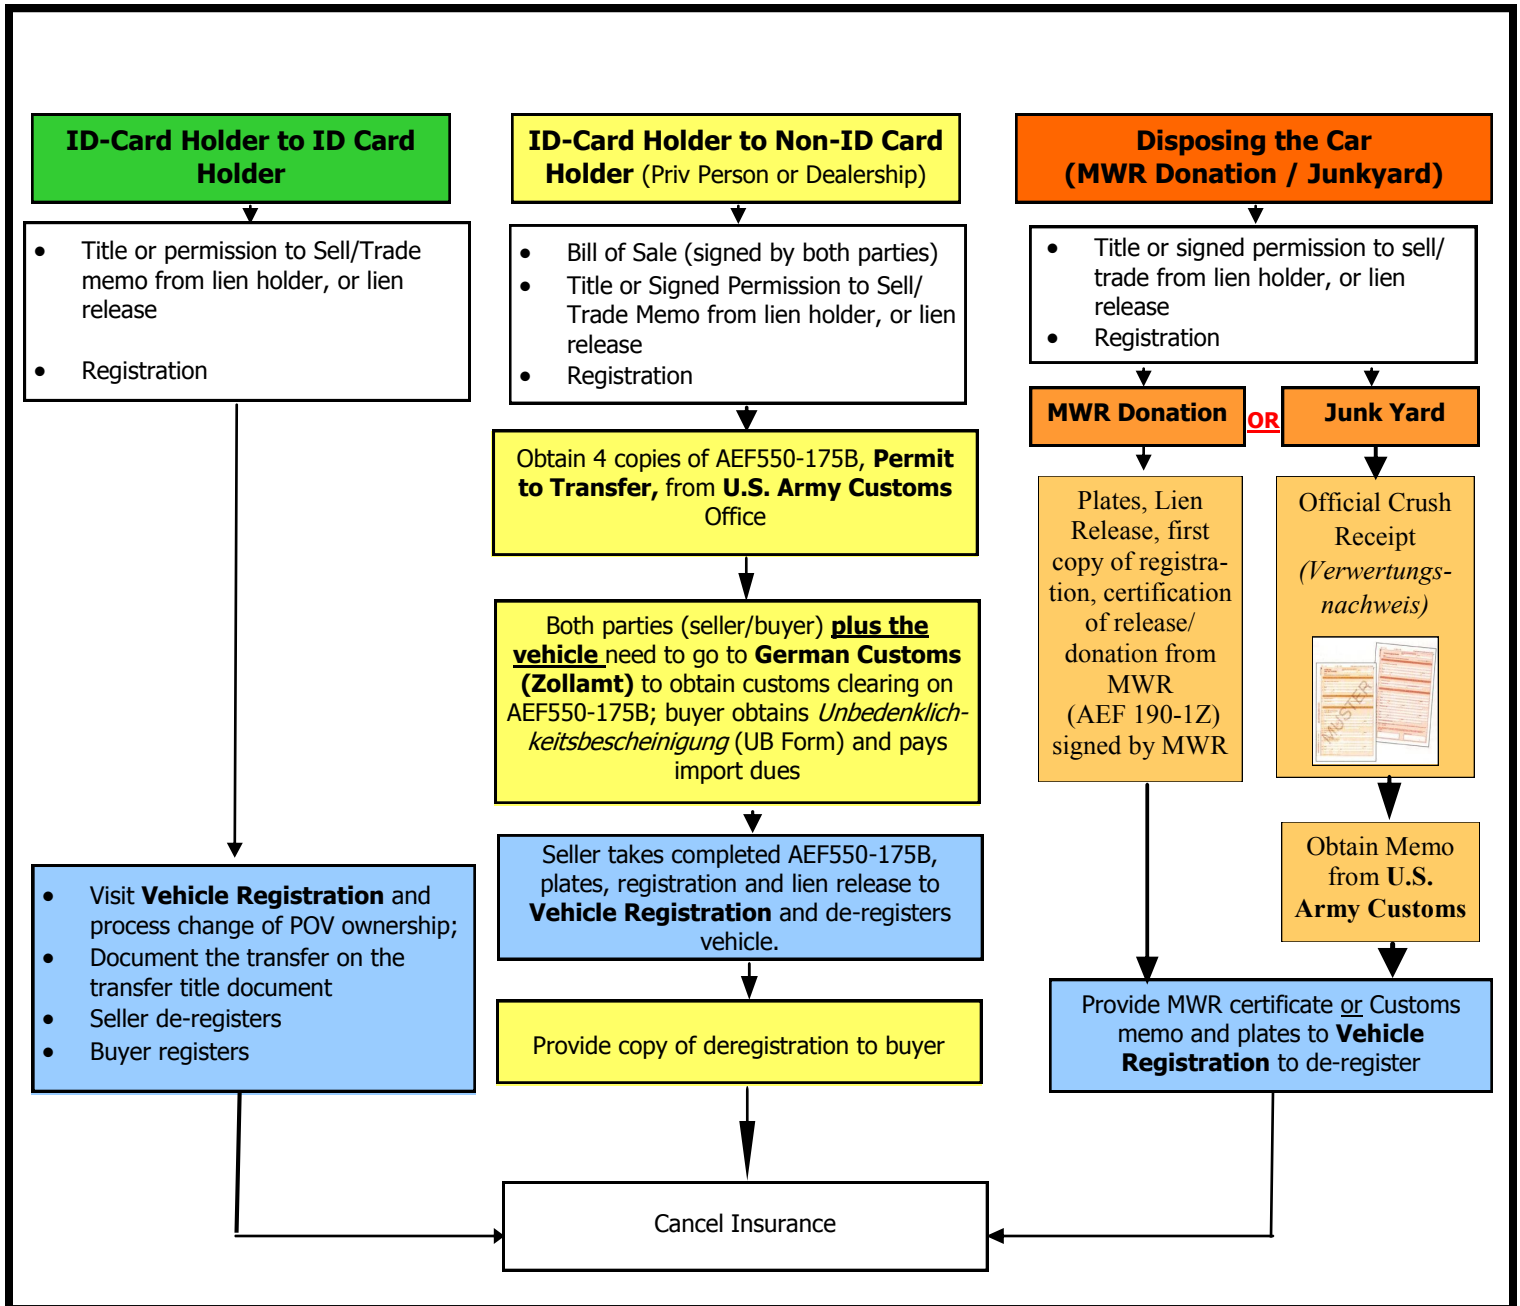 ID-Card Holder to ID Card
Holder
• Title or permission to Sell/Trade
memo from lien holder, or lien
release
• Registration
• Visit Vehicle Registration and
process change of POV ownership;
• Document the transfer on the
transfer title document
• Seller de-registers
• Buyer registers
ID-Card Holder to Non-ID Card
Holder (Priv Person or Dealership)
• Bill of Sale (signed by both parties)
• Title or Signed Permission to Sell/
Trade Memo from lien holder, or lien
release
• Registration
Obtain 4 copies of AEF550-175B, Permit
to Transfer, from U.S. Army Customs
Office
Both parties (seller/buyer) plus the
vehicle need to go to German Customs
(Zollamt) to obtain customs clearing on
AEF550-175B; buyer obtains Unbedenklich-
keitsbescheinigung (UB Form) and pays
import dues
Seller takes completed AEF550-175B,
plates, registration and lien release to
Vehicle Registration and de-registers
vehicle.
Provide copy of deregistration to buyer
Disposing the Car
(MWR Donation / Junkyard)
• Title or signed permission to sell/
trade from lien holder, or lien
release
• Registration
MWR Donation
OR
Junk Yard
Plates, Lien
Release, first
copy of registra-
tion, certification
of release/
donation from
MWR
(AEF 190-1Z)
signed by MWR
Official Crush
Receipt
(Verwertungs-
nachweis)
MUSTER
Obtain Memo
from U.S.
Army Customs
Provide MWR certificate or Customs
memo and plates to Vehicle
Registration to de-register
Cancel Insurance